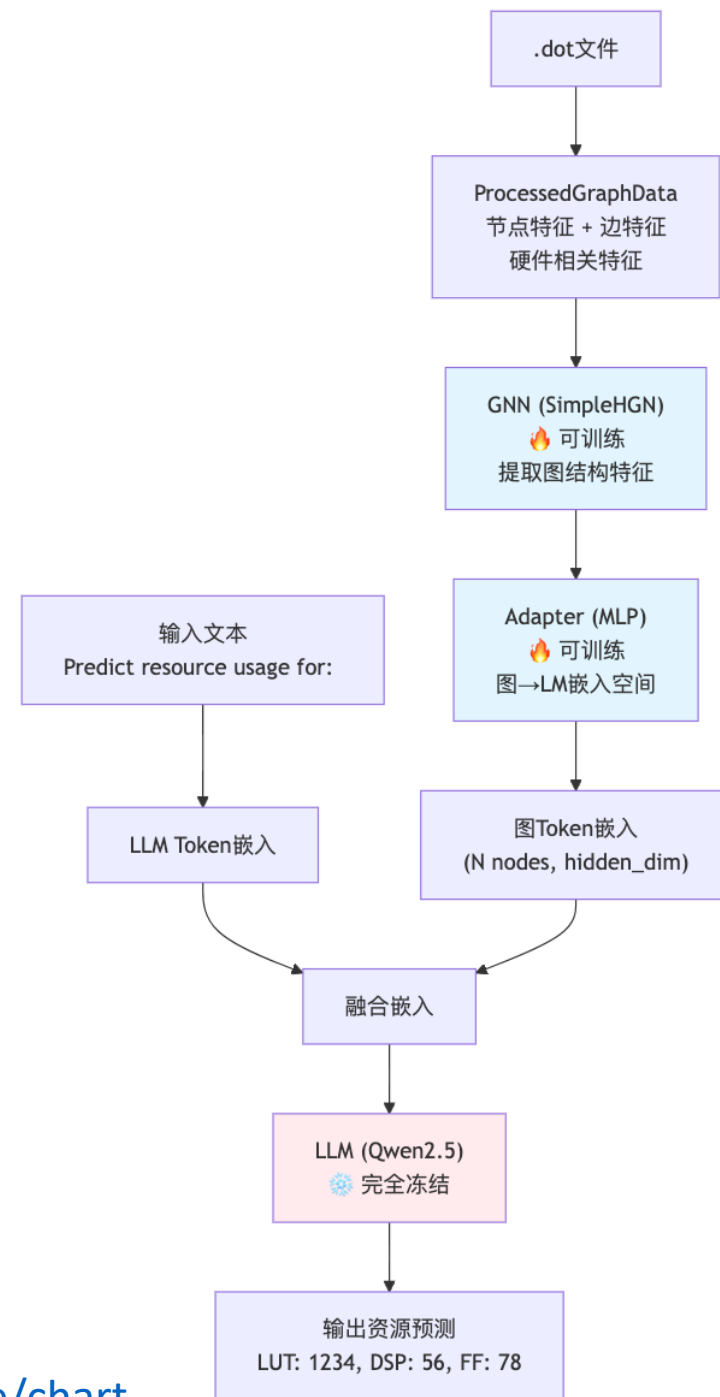 .dot文件
ProcessedGraphData
节点特征 + 边特征
硬件相关特征
GNN (SimpleHGN)
🔥 可训练
提取图结构特征
Adapter (MLP)
🔥 可训练
图→LM嵌入空间
输入文本
Predict resource usage for:
LLM Token嵌入
图Token嵌入
(N nodes, hidden_dim)
融合嵌入
LLM (Qwen2.5)
❄️ 完全冻结
输出资源预测
LUT: 1234, DSP: 56, FF: 78
/chart